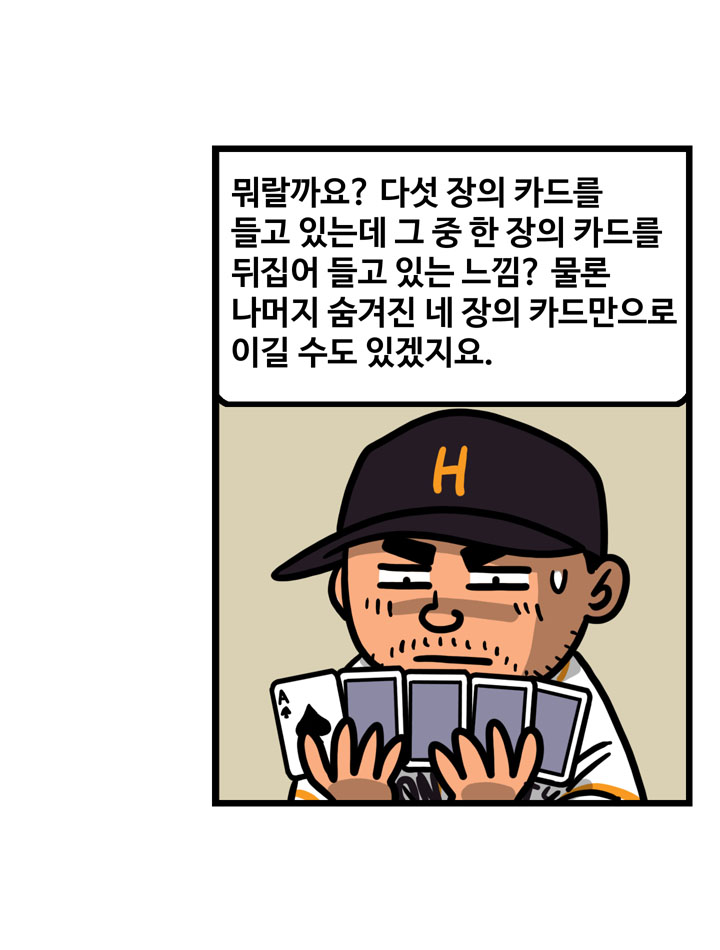 뭐랄까요? 다섯 장의 카드를
들고 있는데 그 중 한 장의 카드를
뒤집어 들고 있는 느낌? 물론
나머지 숨겨진 네 장의 카드만으로
이길 수도 있겠지요.
H
A